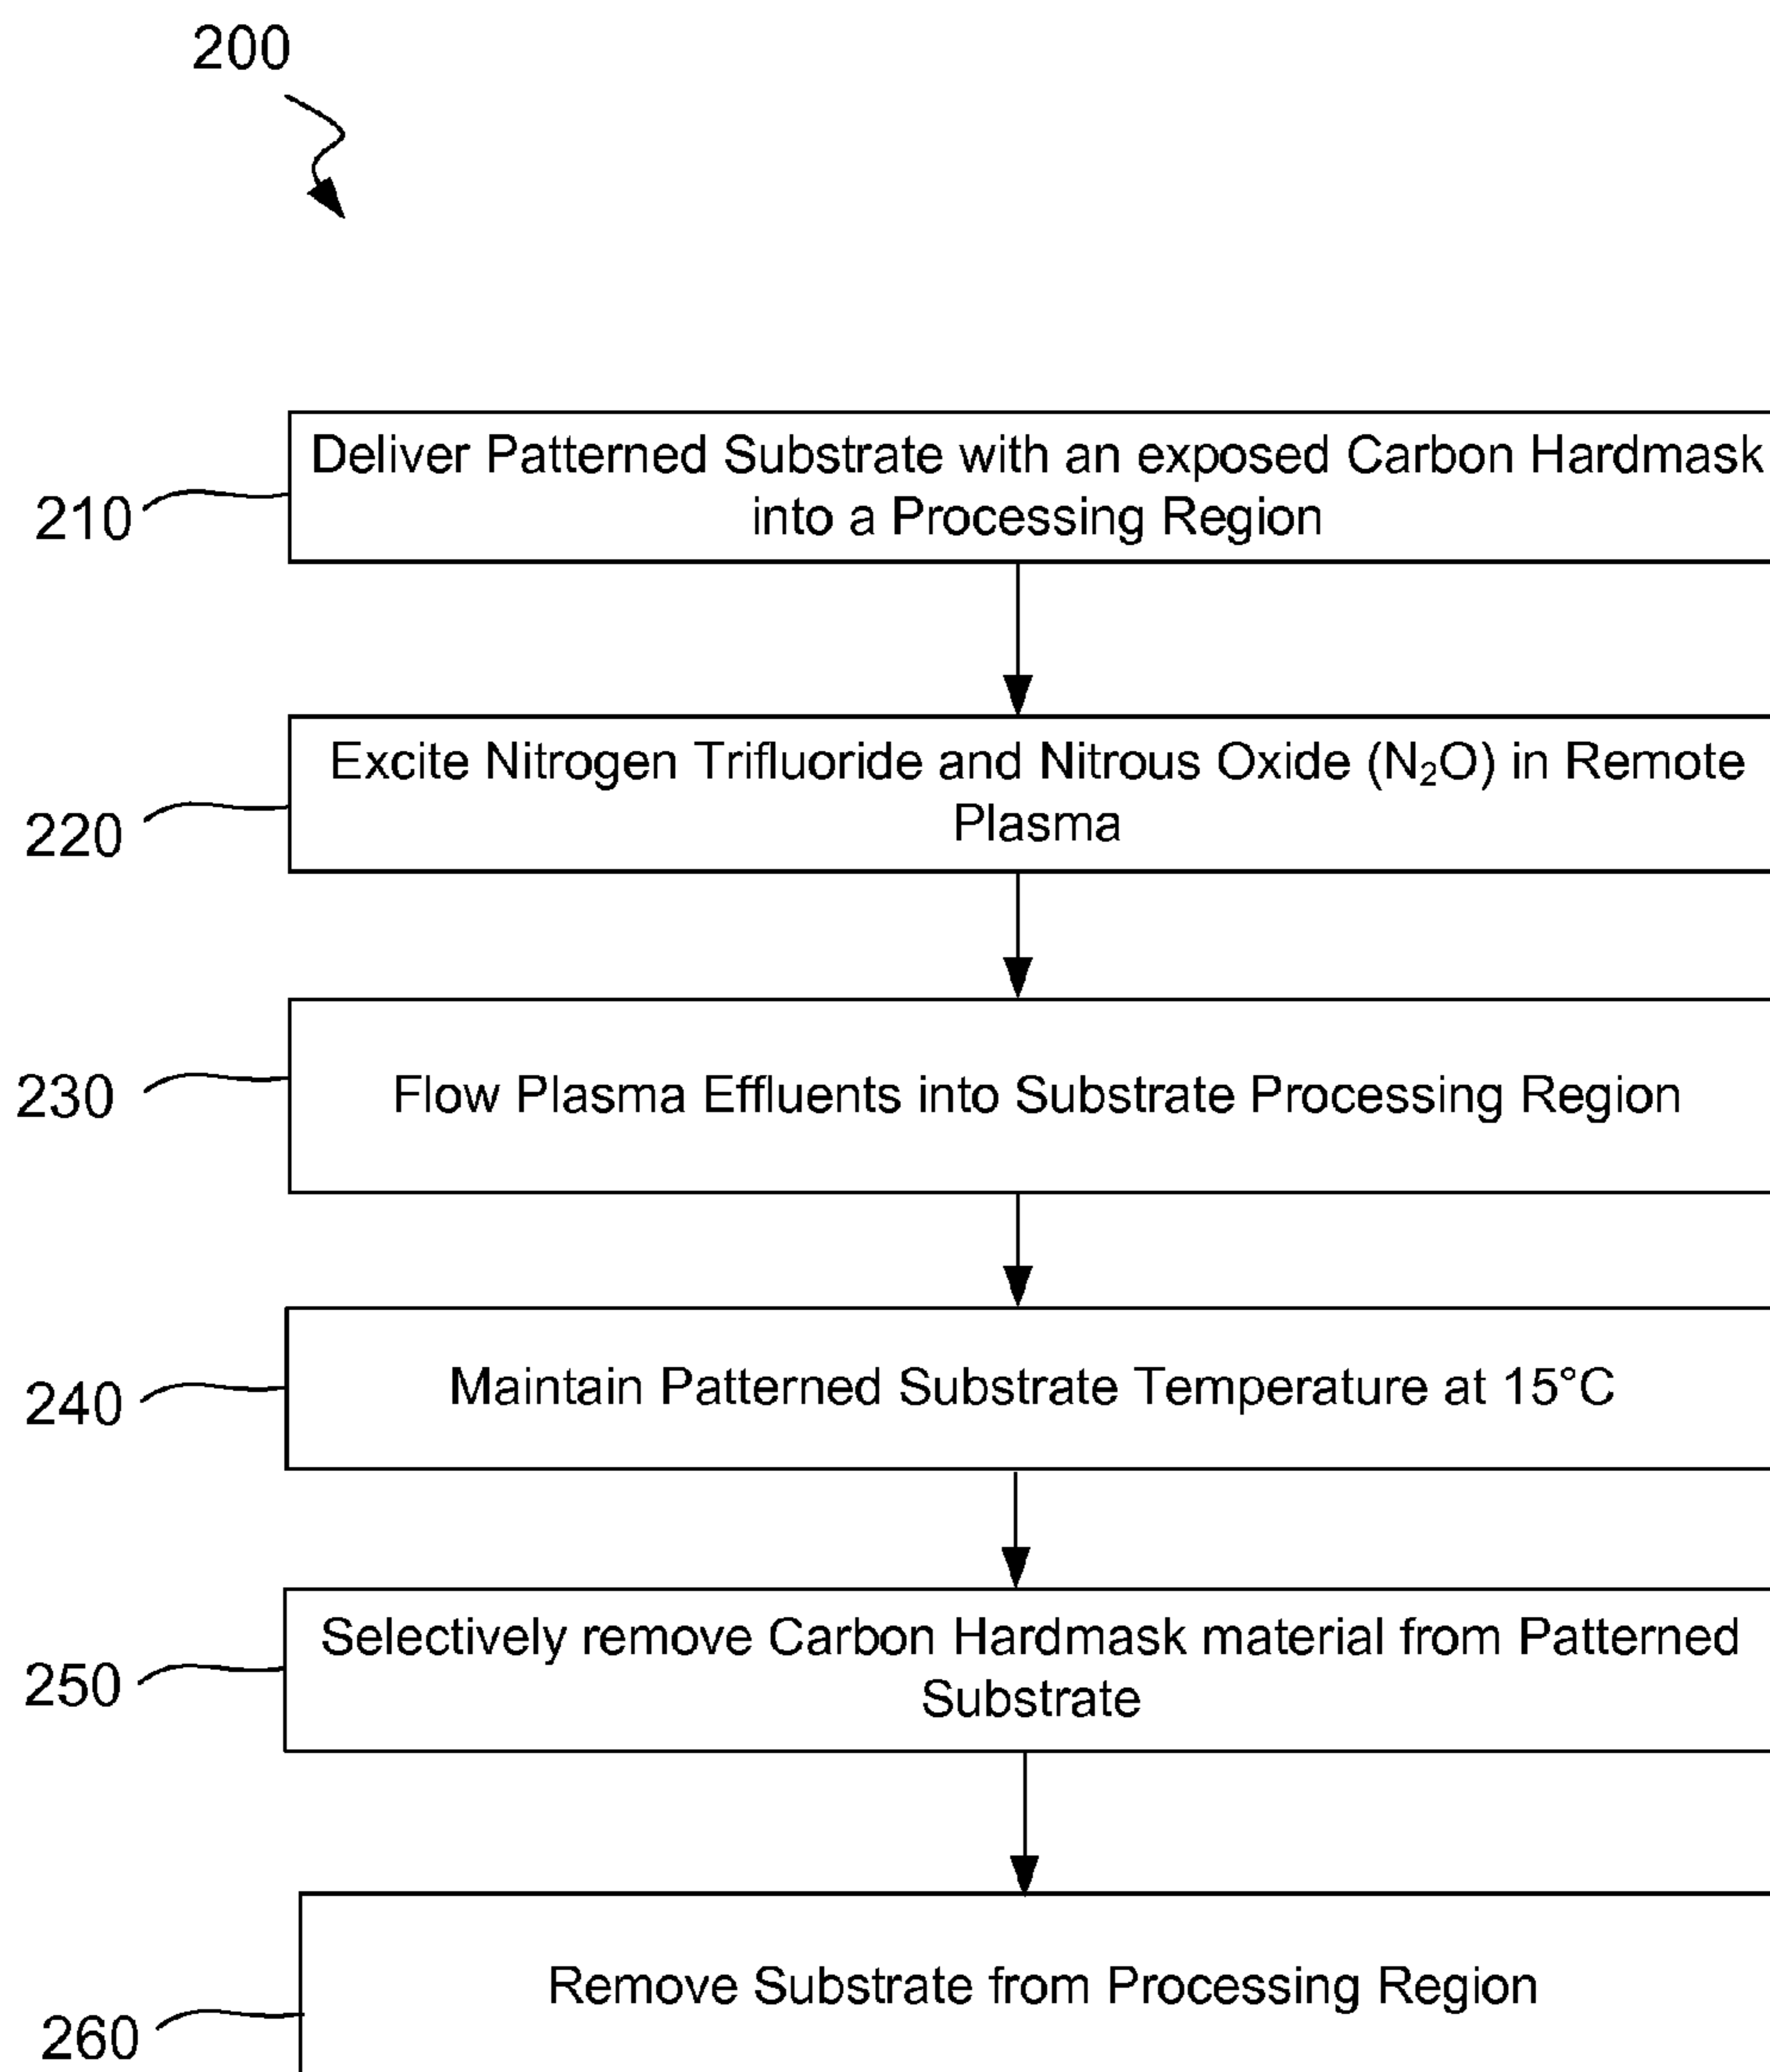 200
Deliver Patterned Substrate with an exposed Carbon Hardmask
into a Processing Region
210
Excite Nitrogen Trifluoride and Nitrous Oxide (N₂O) in Remote
Plasma
220
Flow Plasma Effluents into Substrate Processing Region
230
Maintain Patterned Substrate Temperature at 15°C
240
Selectively remove Carbon Hardmask material from Patterned
Substrate
250
Remove Substrate from Processing Region
260